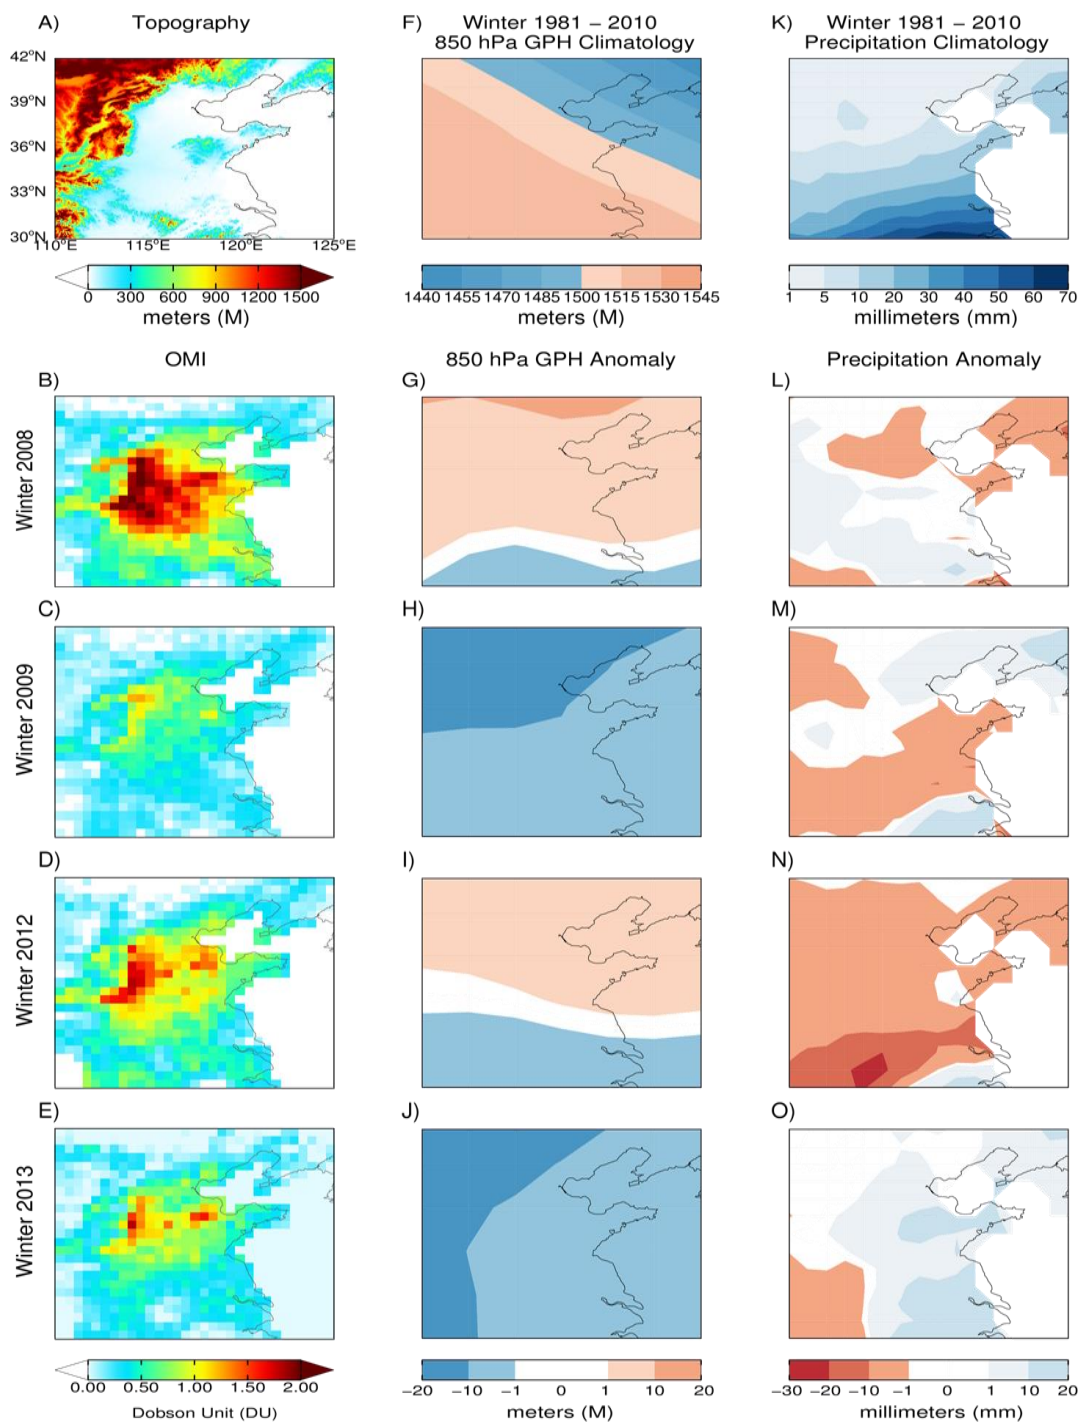 A)
Topography
42°N
39°N
36°N
33°N
30°N
110°E
115°E
120°E
125°E
0 300 600 900 1200 1500
meters (M)
F)
Winter 1981 – 2010
850 hPa GPH Climatology
1440 1455 1470 1485 1500 1515 1530 1545
meters (M)
K)
Winter 1981 – 2010
Precipitation Climatology
1 5 10 20 30 40 50 60 70
millimeters (mm)
OMI
850 hPa GPH Anomaly
Precipitation Anomaly
B)
G)
L)
Winter 2008
C)
H)
M)
Winter 2009
D)
I)
N)
Winter 2012
E)
J)
O)
Winter 2013
0.00 0.50 1.00 1.50 2.00
Dobson Unit (DU)
−20 −10 −1 0 1 10 20
meters (M)
−30 −20 −10 −1 0 1 10 20
millimeters (mm)